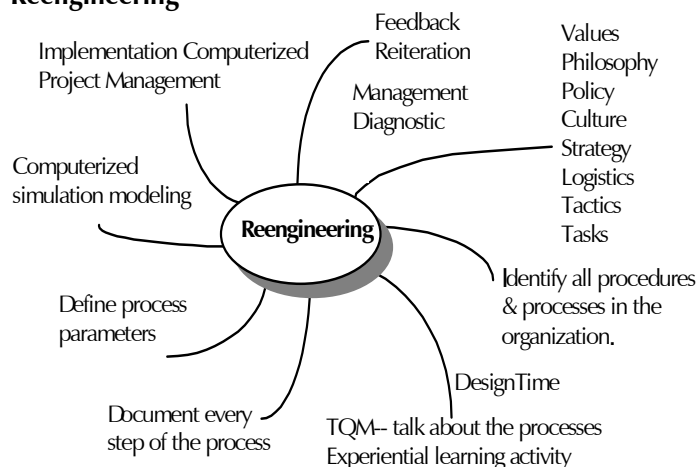 Reengineering
Feedback
Reiteration
Implementation Computerized
Project Management
Management
Diagnostic
Values
Philosophy
Policy
Culture
Strategy
Logistics
Tactics
Tasks
Computerized
simulation modeling
Reengineering
Identify all procedures
& processes in the
organization.
Define process
parameters
DesignTime
Document every
step of the process
TQM-- talk about the processes
Experiential learning activity